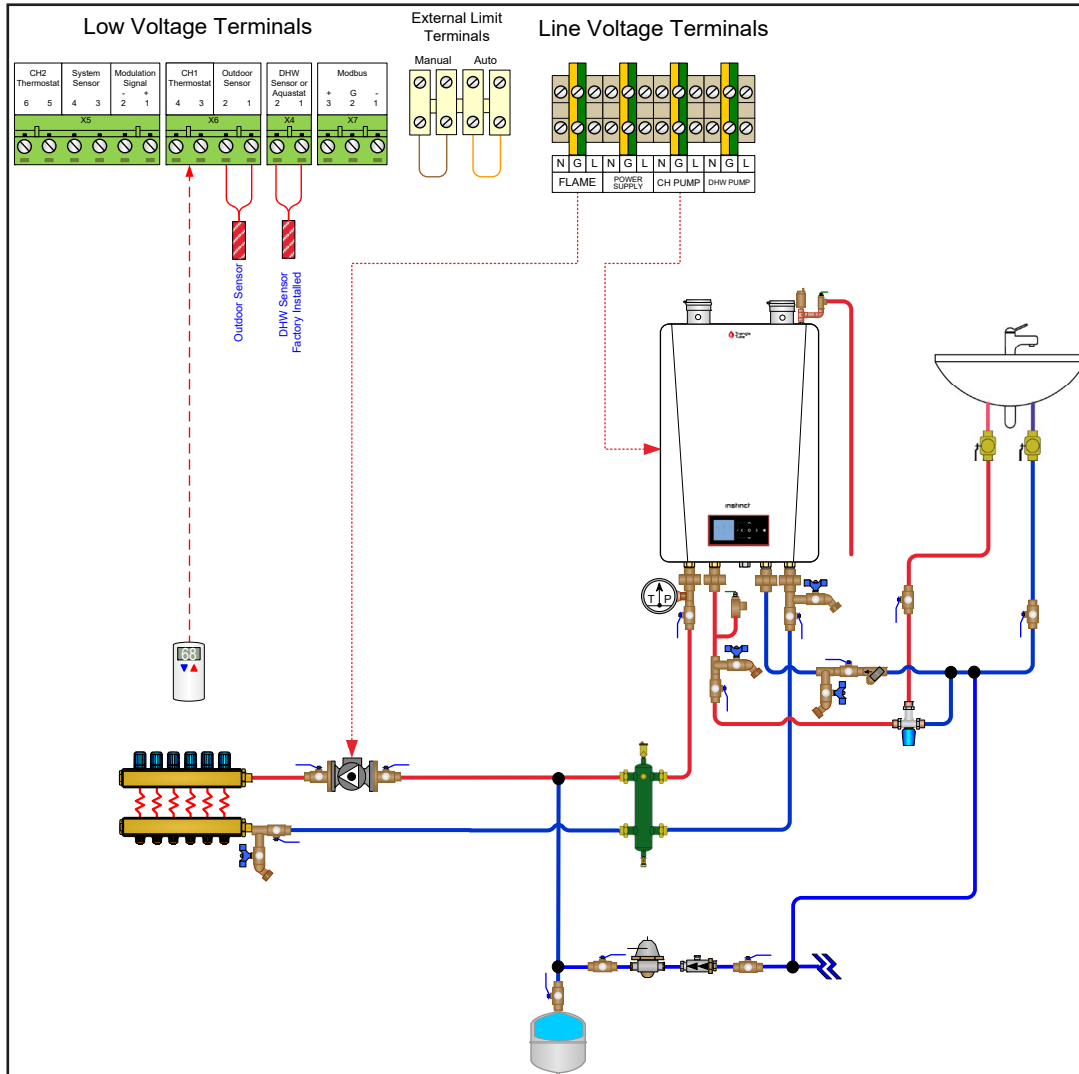 Low Voltage Terminals
External Limit
Terminals
Manual Auto
Line Voltage Terminals
CH2
Thermostat
6 5
System
Sensor
4 3
Modulation
Signal
- +
2 1
X5
CH1
Thermostat
4 3
Outdoor
Sensor
2 1
X6
DHW
Sensor or
Aquastat
2 1
X4
Modbus
+ G -
3 2 1
X7
N G L N G L N G L N G L
FLAME
POWER
SUPPLY
CH PUMP
DHW PUMP
Outdoor Sensor
DHW Sensor
Factory Installed
Triangle
Tube
instinct
T P
68